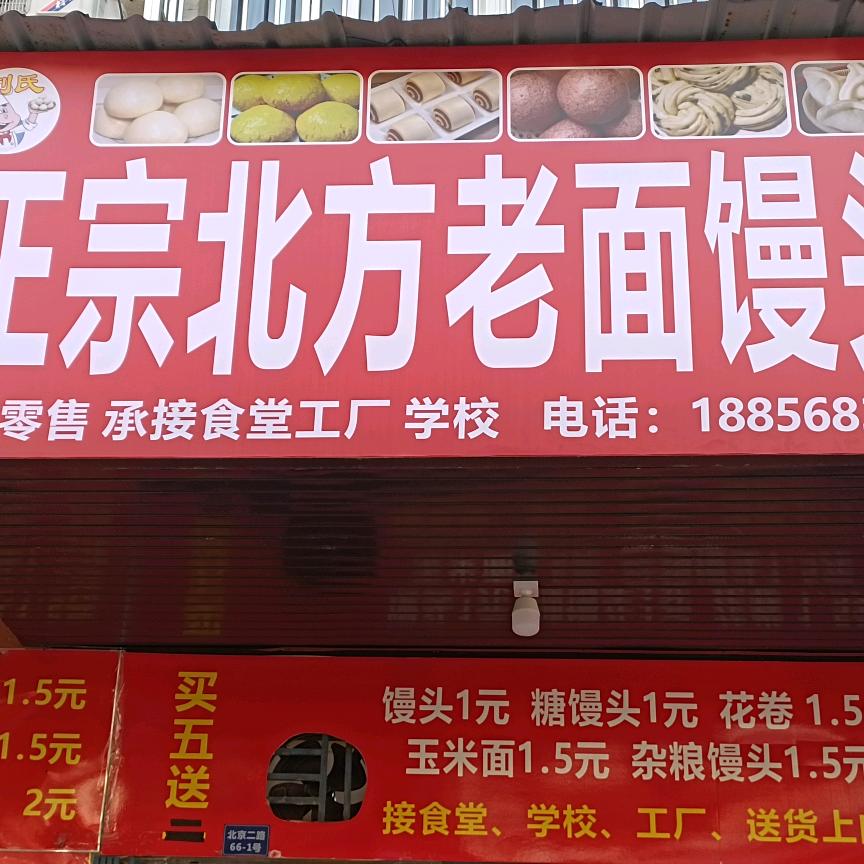 刘氏
正宗北方老面馒头
零售 承接食堂工厂 学校 电话：188568
1.5元
1.5元
2元
买五送二
北京二路
66-1号
馒头1元 糖馒头1元 花卷 1.5
玉米面1.5元 杂粮馒头1.5元
接食堂、学校、工厂、送货上门